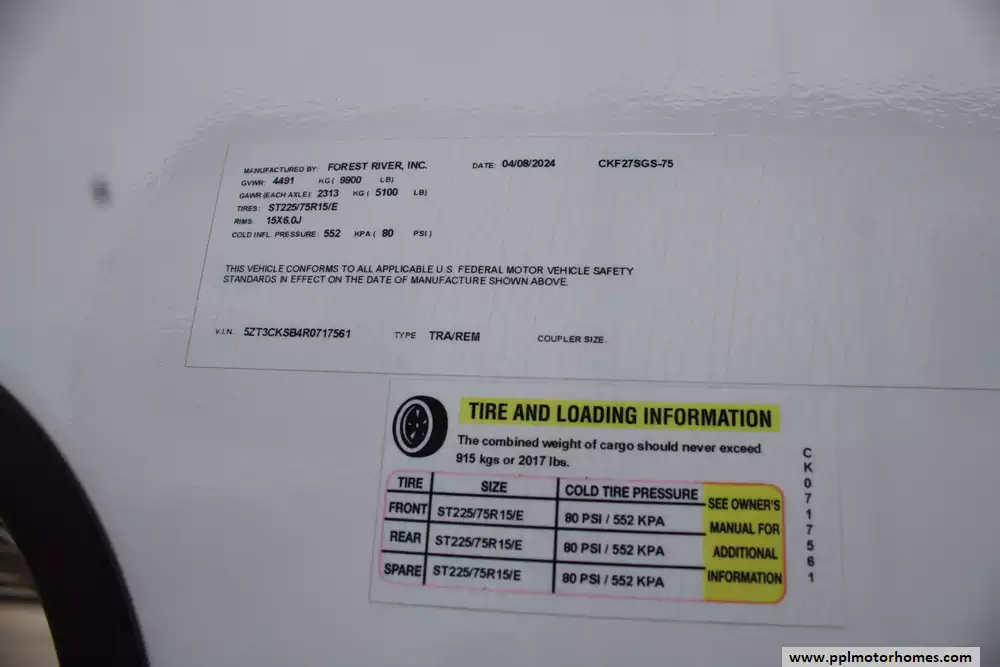 MANUFACTURED BY: FOREST RIVER, INC. DATE: 04/08/2024 CKF27SGS-75
GVWR: 4491 KG ( 9900 LB)
GAWR (EACH AXLE): 2313 KG ( 5100 LB)
TIRES: ST225/75R15/E
RIMS: 15X6.0J
COLD INFL. PRESSURE: 552 KPA ( 80 PSI )
THIS VEHICLE CONFORMS TO ALL APPLICABLE U.S. FEDERAL MOTOR VEHICLE SAFETY
STANDARDS IN EFFECT ON THE DATE OF MANUFACTURE SHOWN ABOVE.
V.I.N.. 5ZT3CKSB4R0717561 TYPE TRA/REM COUPLER SIZE.
TIRE AND LOADING INFORMATION
The combined weight of cargo should never exceed
915 kgs or 2017 lbs.
TIRE SIZE COLD TIRE PRESSURE
FRONT ST225/75R15/E 80 PSI / 552 KPA
REAR ST225/75R15/E 80 PSI / 552 KPA
SPARE ST225/75R15/E 80 PSI / 552 KPA
SEE OWNER'S
MANUAL FOR
ADDITIONAL
INFORMATION
CK0717561
www.pplmotorhomes.com